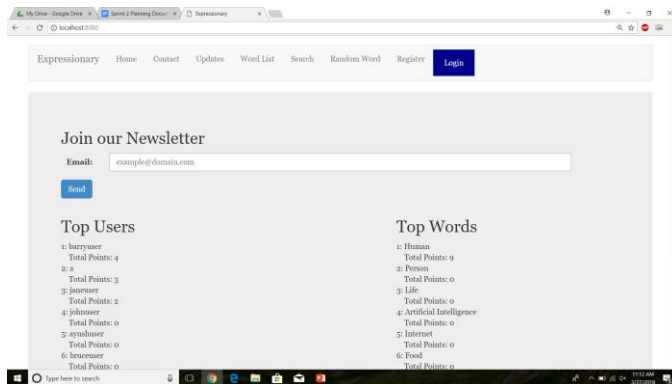 My Drive - Google Drive
Sprint 2 Planning Docum
Expressionary
localhost:8080
Expressionary Home Contact Updates Word List Search Random Word Register Login
Join our Newsletter
Email: example@domain.com
Send
Top Users
1: barryuser
Total Points: 4
2: a
Total Points: 3
3: janeuser
Total Points: 2
4: johnuser
Total Points: 0
5: ayushuser
Total Points: 0
6: bruceuser
Total Points: 0
Top Words
1: Human
Total Points: 9
2: Person
Total Points: 0
3: Life
Total Points: 0
4: Artificial Intelligence
Total Points: 0
5: Internet
Total Points: 0
6: Food
Total Points: 0
Type here to search
11:12 AM